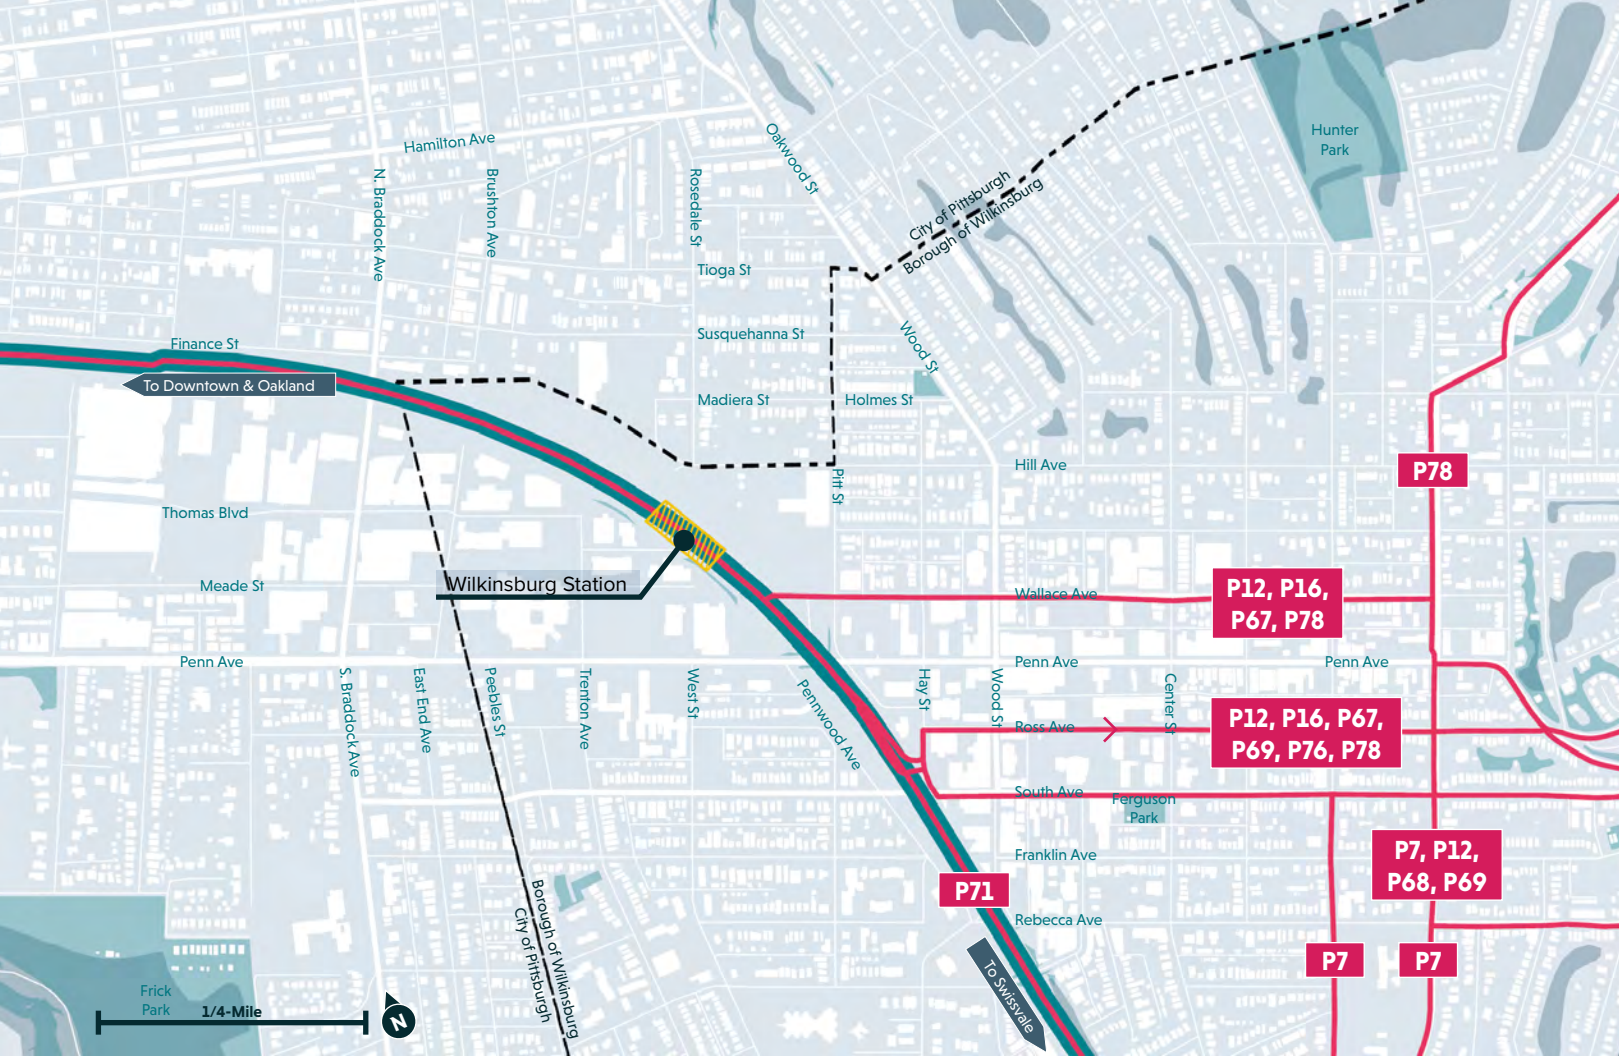 Hunter
Park
Hamilton Ave
Oakwood St
N. Braddock Ave
Brushton Ave
Rosedale St
City of Pittsburgh
Borough of Wilkinsburg
Tioga St
Susquehanna St
Wood St
Finance St
To Downtown & Oakland
Madiera St
Holmes St
Hill Ave
P78
Pitt St
Thomas Blvd
Wilkinsburg Station
Meade St
Wallace Ave
P12, P16,
P67, P78
Penn Ave
Penn Ave
Penn Ave
S. Braddock Ave
East End Ave
Peebles St
Trenton Ave
West St
Pennwood Ave
Hay St
Wood St
Center St
Ross Ave
P12, P16, P67,
P69, P76, P78
South Ave
Ferguson
Park
Franklin Ave
P7, P12,
P68, P69
P71
Rebecca Ave
Borough of Wilkinsburg
City of Pittsburgh
To Swissvale
P7
P7
Frick
Park
1/4-Mile
N